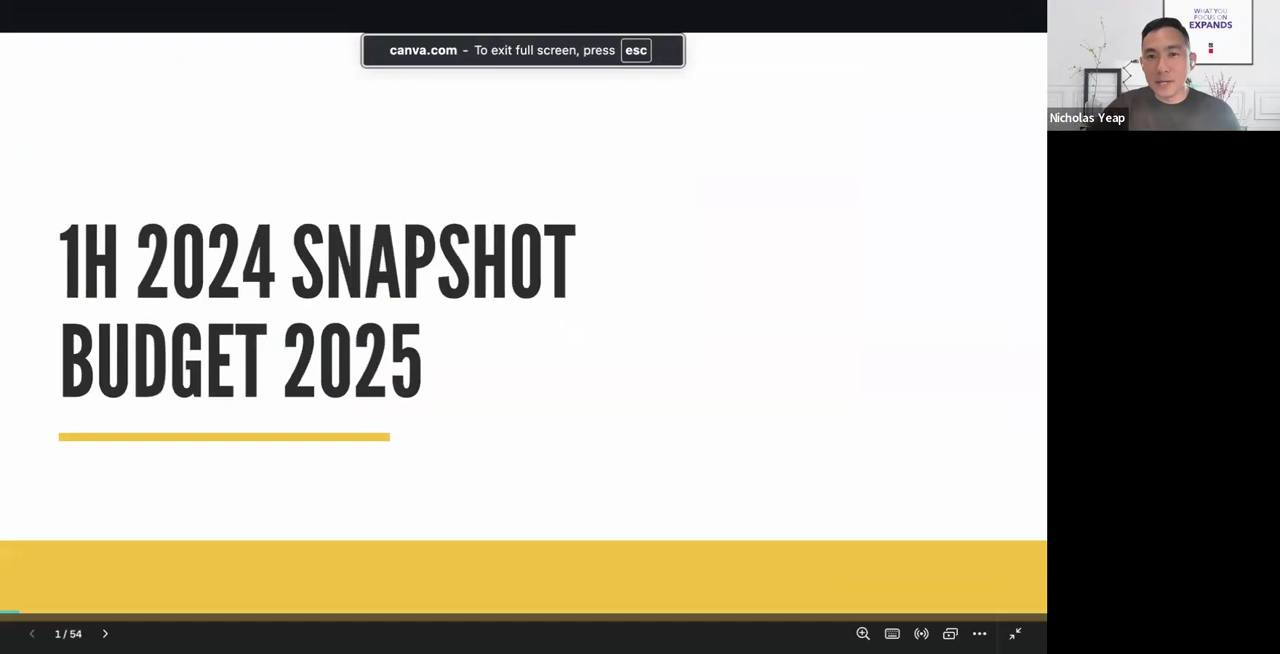 canva.com - To exit full screen, press esc
WHAT YOU
FOCUS ON
EXPANDS
Nicholas Yeap
1H 2024 SNAPSHOT
BUDGET 2025
1 / 54